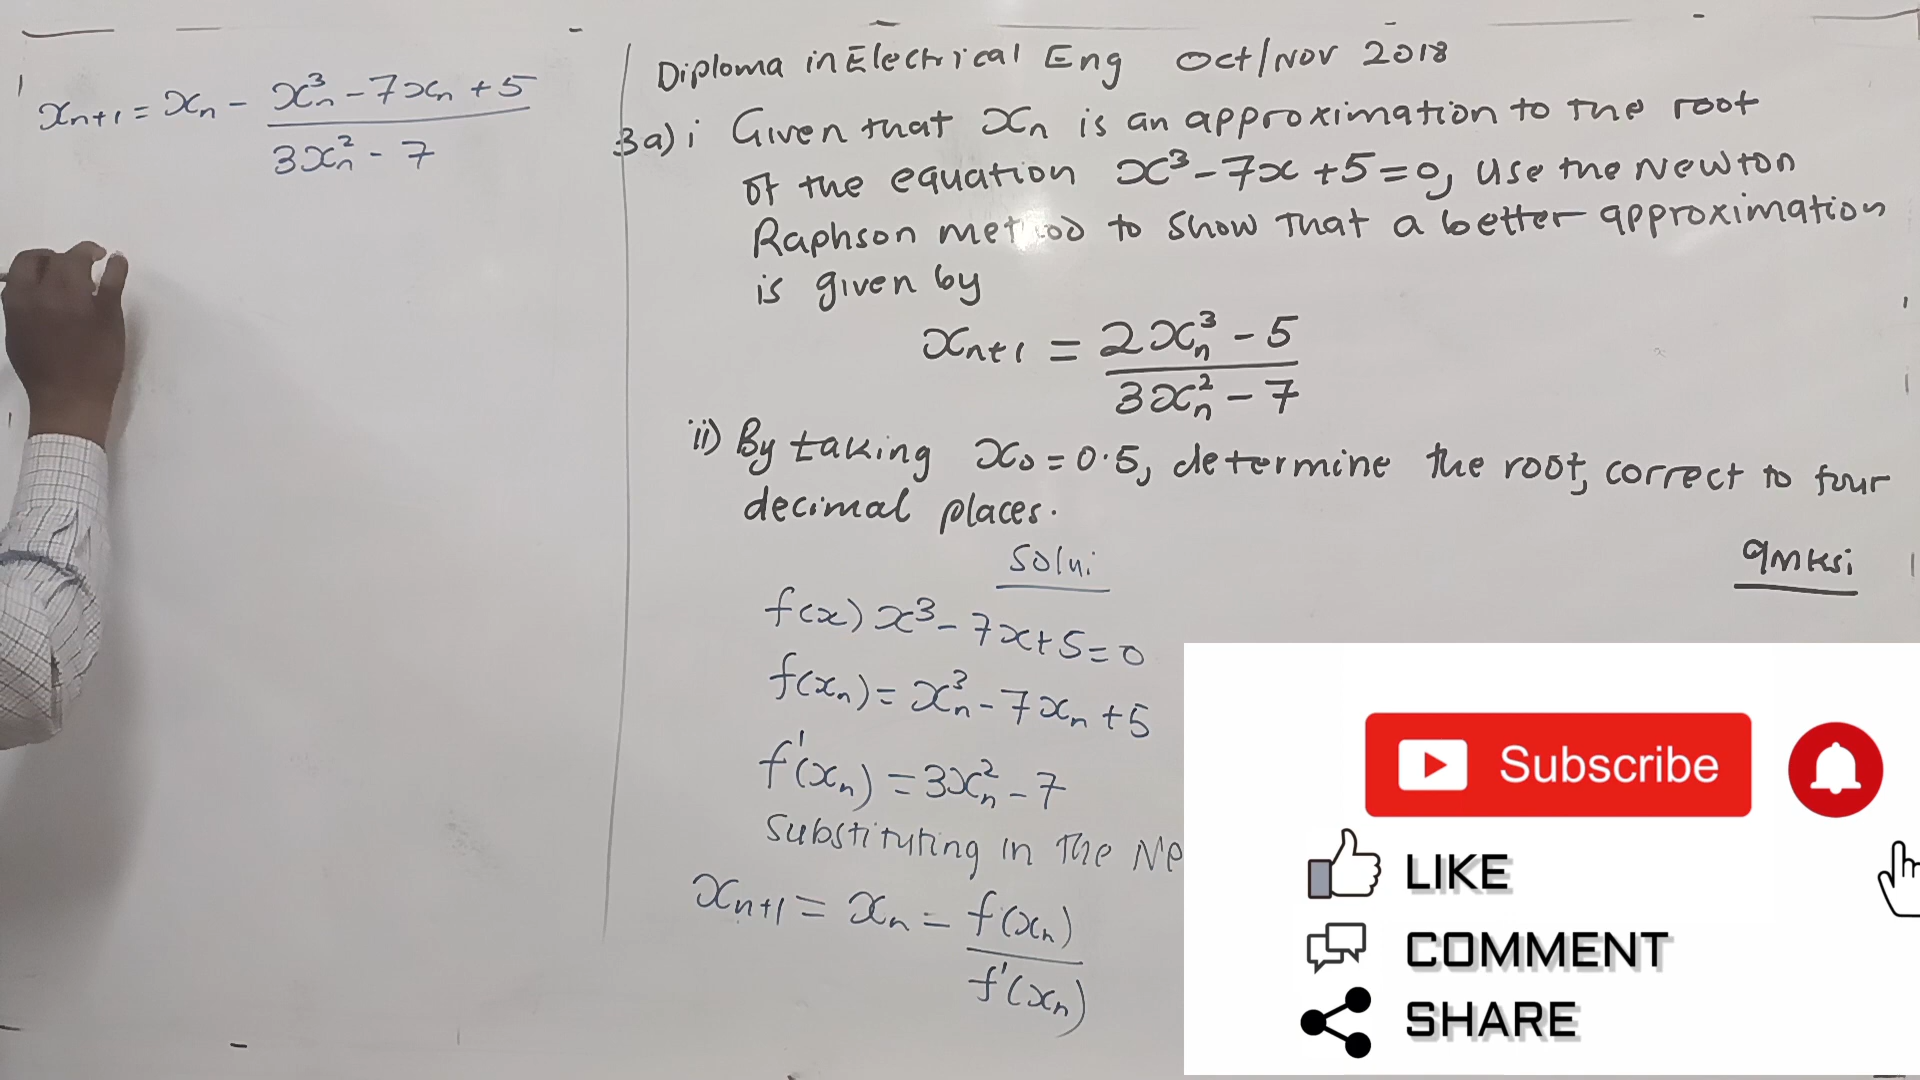 xₙ₊₁ = xₙ − (xₙ³ − 7xₙ + 5) / (3xₙ² − 7)
Diploma in Electrical Eng Oct/Nov 2018
3a) i Given that xₙ is an approximation to the root
of the equation x³ − 7x + 5 = 0, use the Newton
Raphson method to show that a better approximation
is given by
xₙ₊₁ = (2xₙ³ − 5) / (3xₙ² − 7)
ii) By taking x₀ = 0.5, determine the root, correct to four
decimal places.
9mks;
Soln:
f(x) x³ − 7x + 5 = 0
f(xₙ) = xₙ³ − 7xₙ + 5
f'(xₙ) = 3xₙ² − 7
Substituting in the Ne
xₙ₊₁ = xₙ − f(xₙ) / f'(xₙ)
Subscribe
LIKE
COMMENT
SHARE